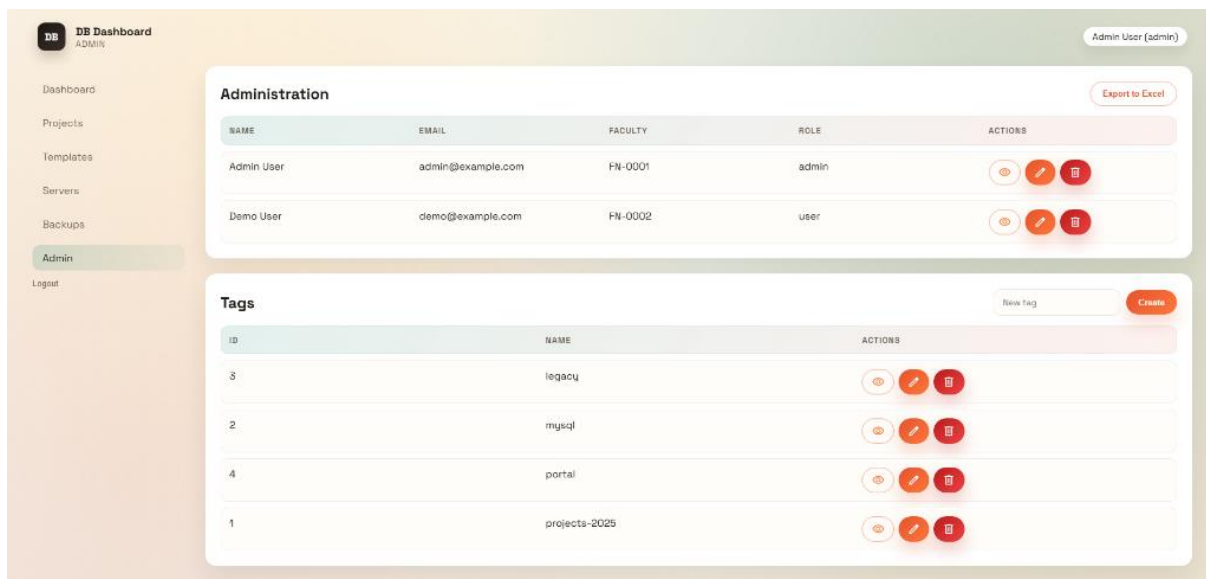 DB
DB Dashboard
ADMIN
Admin User (admin)
Dashboard
Projects
Templates
Servers
Backups
Admin
Logout
Administration
Export to Excel
NAME EMAIL FACULTY ROLE ACTIONS
Admin User admin@example.com FN-0001 admin
Demo User demo@example.com FN-0002 user
Tags
New tag
Create
ID NAME ACTIONS
3 legacy
2 mysql
4 portal
1 projects-2025